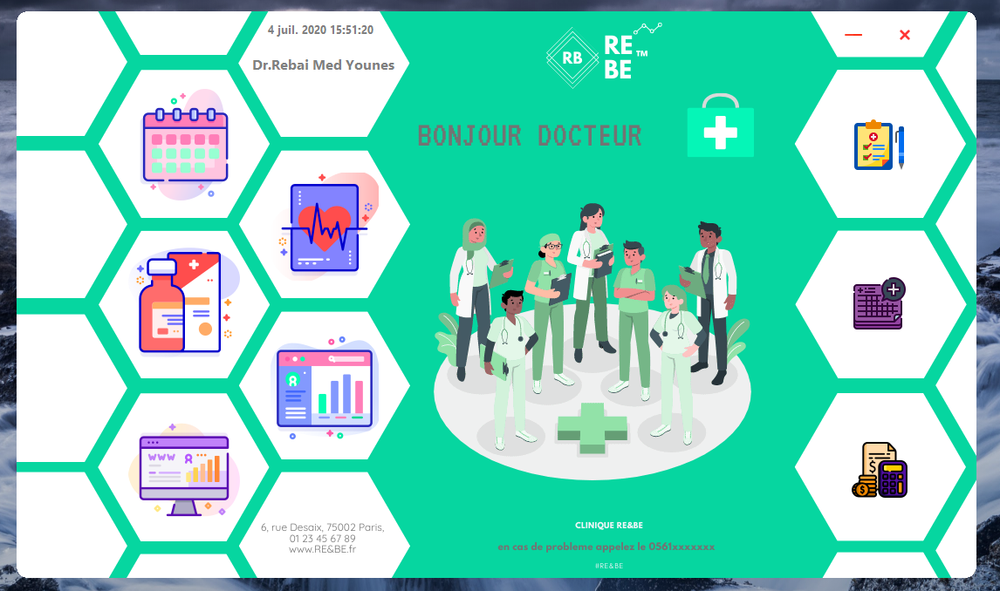 4 juil. 2020 15:51:20
Dr.Rebai Med Younes
RB
RE
BE
TM
BONJOUR DOCTEUR
WWW
6, rue Desaix, 75002 Paris,
01 23 45 67 89
www.RE&BE.fr
CLINIQUE RE&BE
en cas de probleme appelez le 0561xxxxxxx
#RE&BE